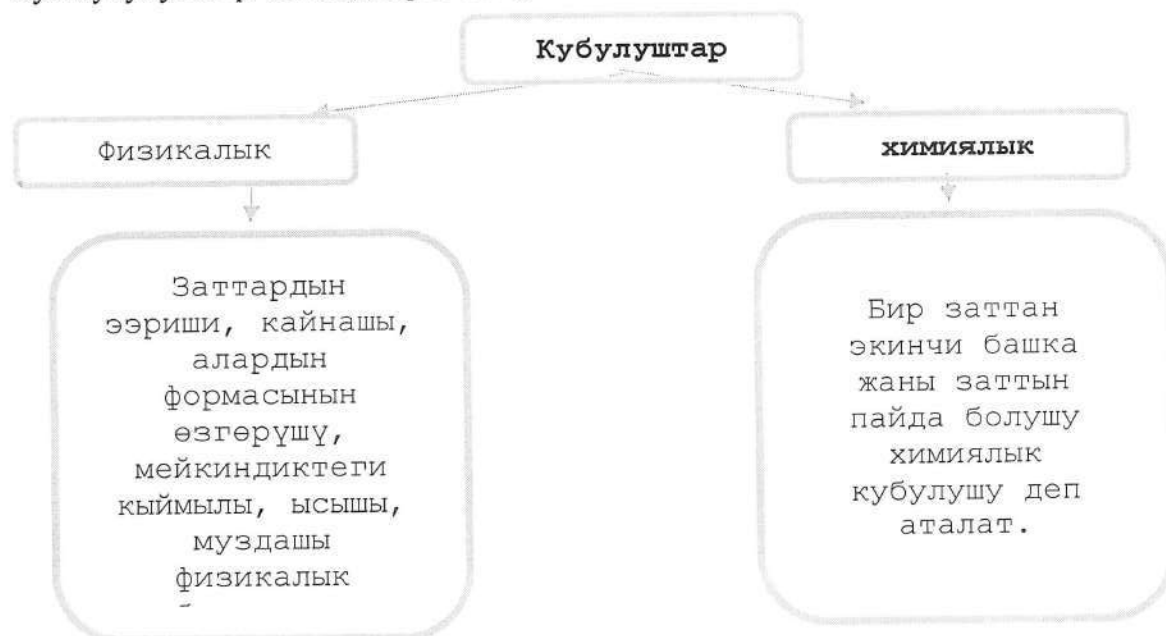 Кубулуштар
Физикалык
химиялык
Заттардын
ээриши, кайнашы,
алардын
формасынын
өзгөрүшү,
мейкиндиктеги
кыймылы, ысышы,
муздашы
физикалык
Бир заттан
экинчи башка
жаны заттын
пайда болушу
химиялык
кубулушу деп
аталат.